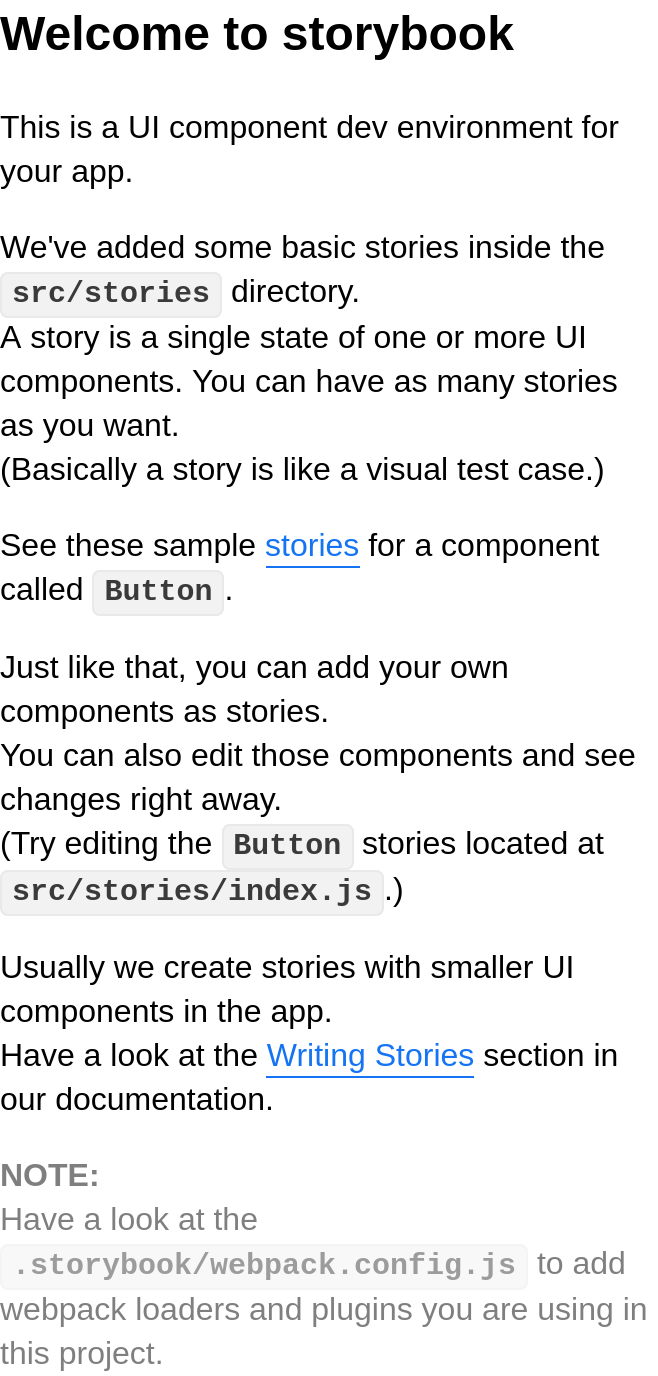 Welcome to storybook
This is a UI component dev environment for
your app.
We've added some basic stories inside the
src/stories directory.
A story is a single state of one or more UI
components. You can have as many stories
as you want.
(Basically a story is like a visual test case.)
See these sample stories for a component
called Button.
Just like that, you can add your own
components as stories.
You can also edit those components and see
changes right away.
(Try editing the Button stories located at
src/stories/index.js.)
Usually we create stories with smaller UI
components in the app.
Have a look at the Writing Stories section in
our documentation.
NOTE:
Have a look at the
.storybook/webpack.config.js to add
webpack loaders and plugins you are using in
this project.